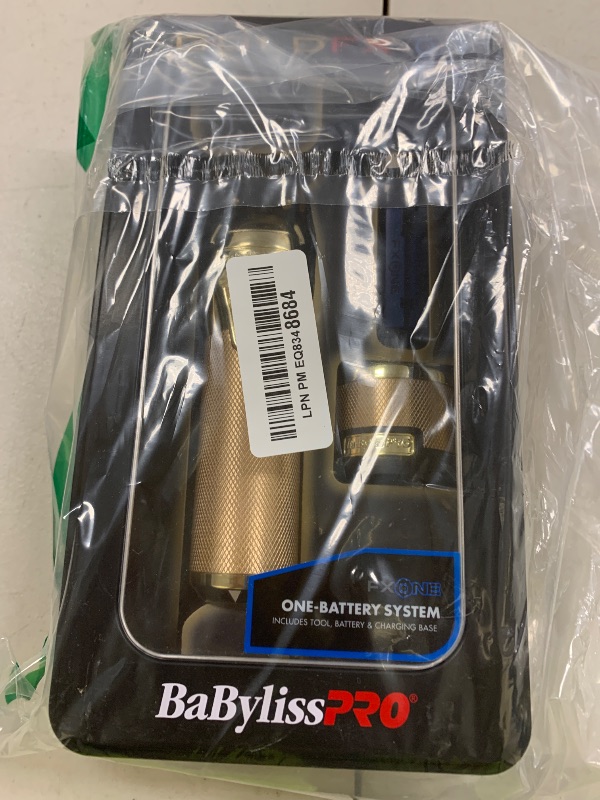 LPN PM EQ8348684
FXONE
ONE-BATTERY SYSTEM
INCLUDES TOOL, BATTERY & CHARGING BASE
BaBylissPRO®